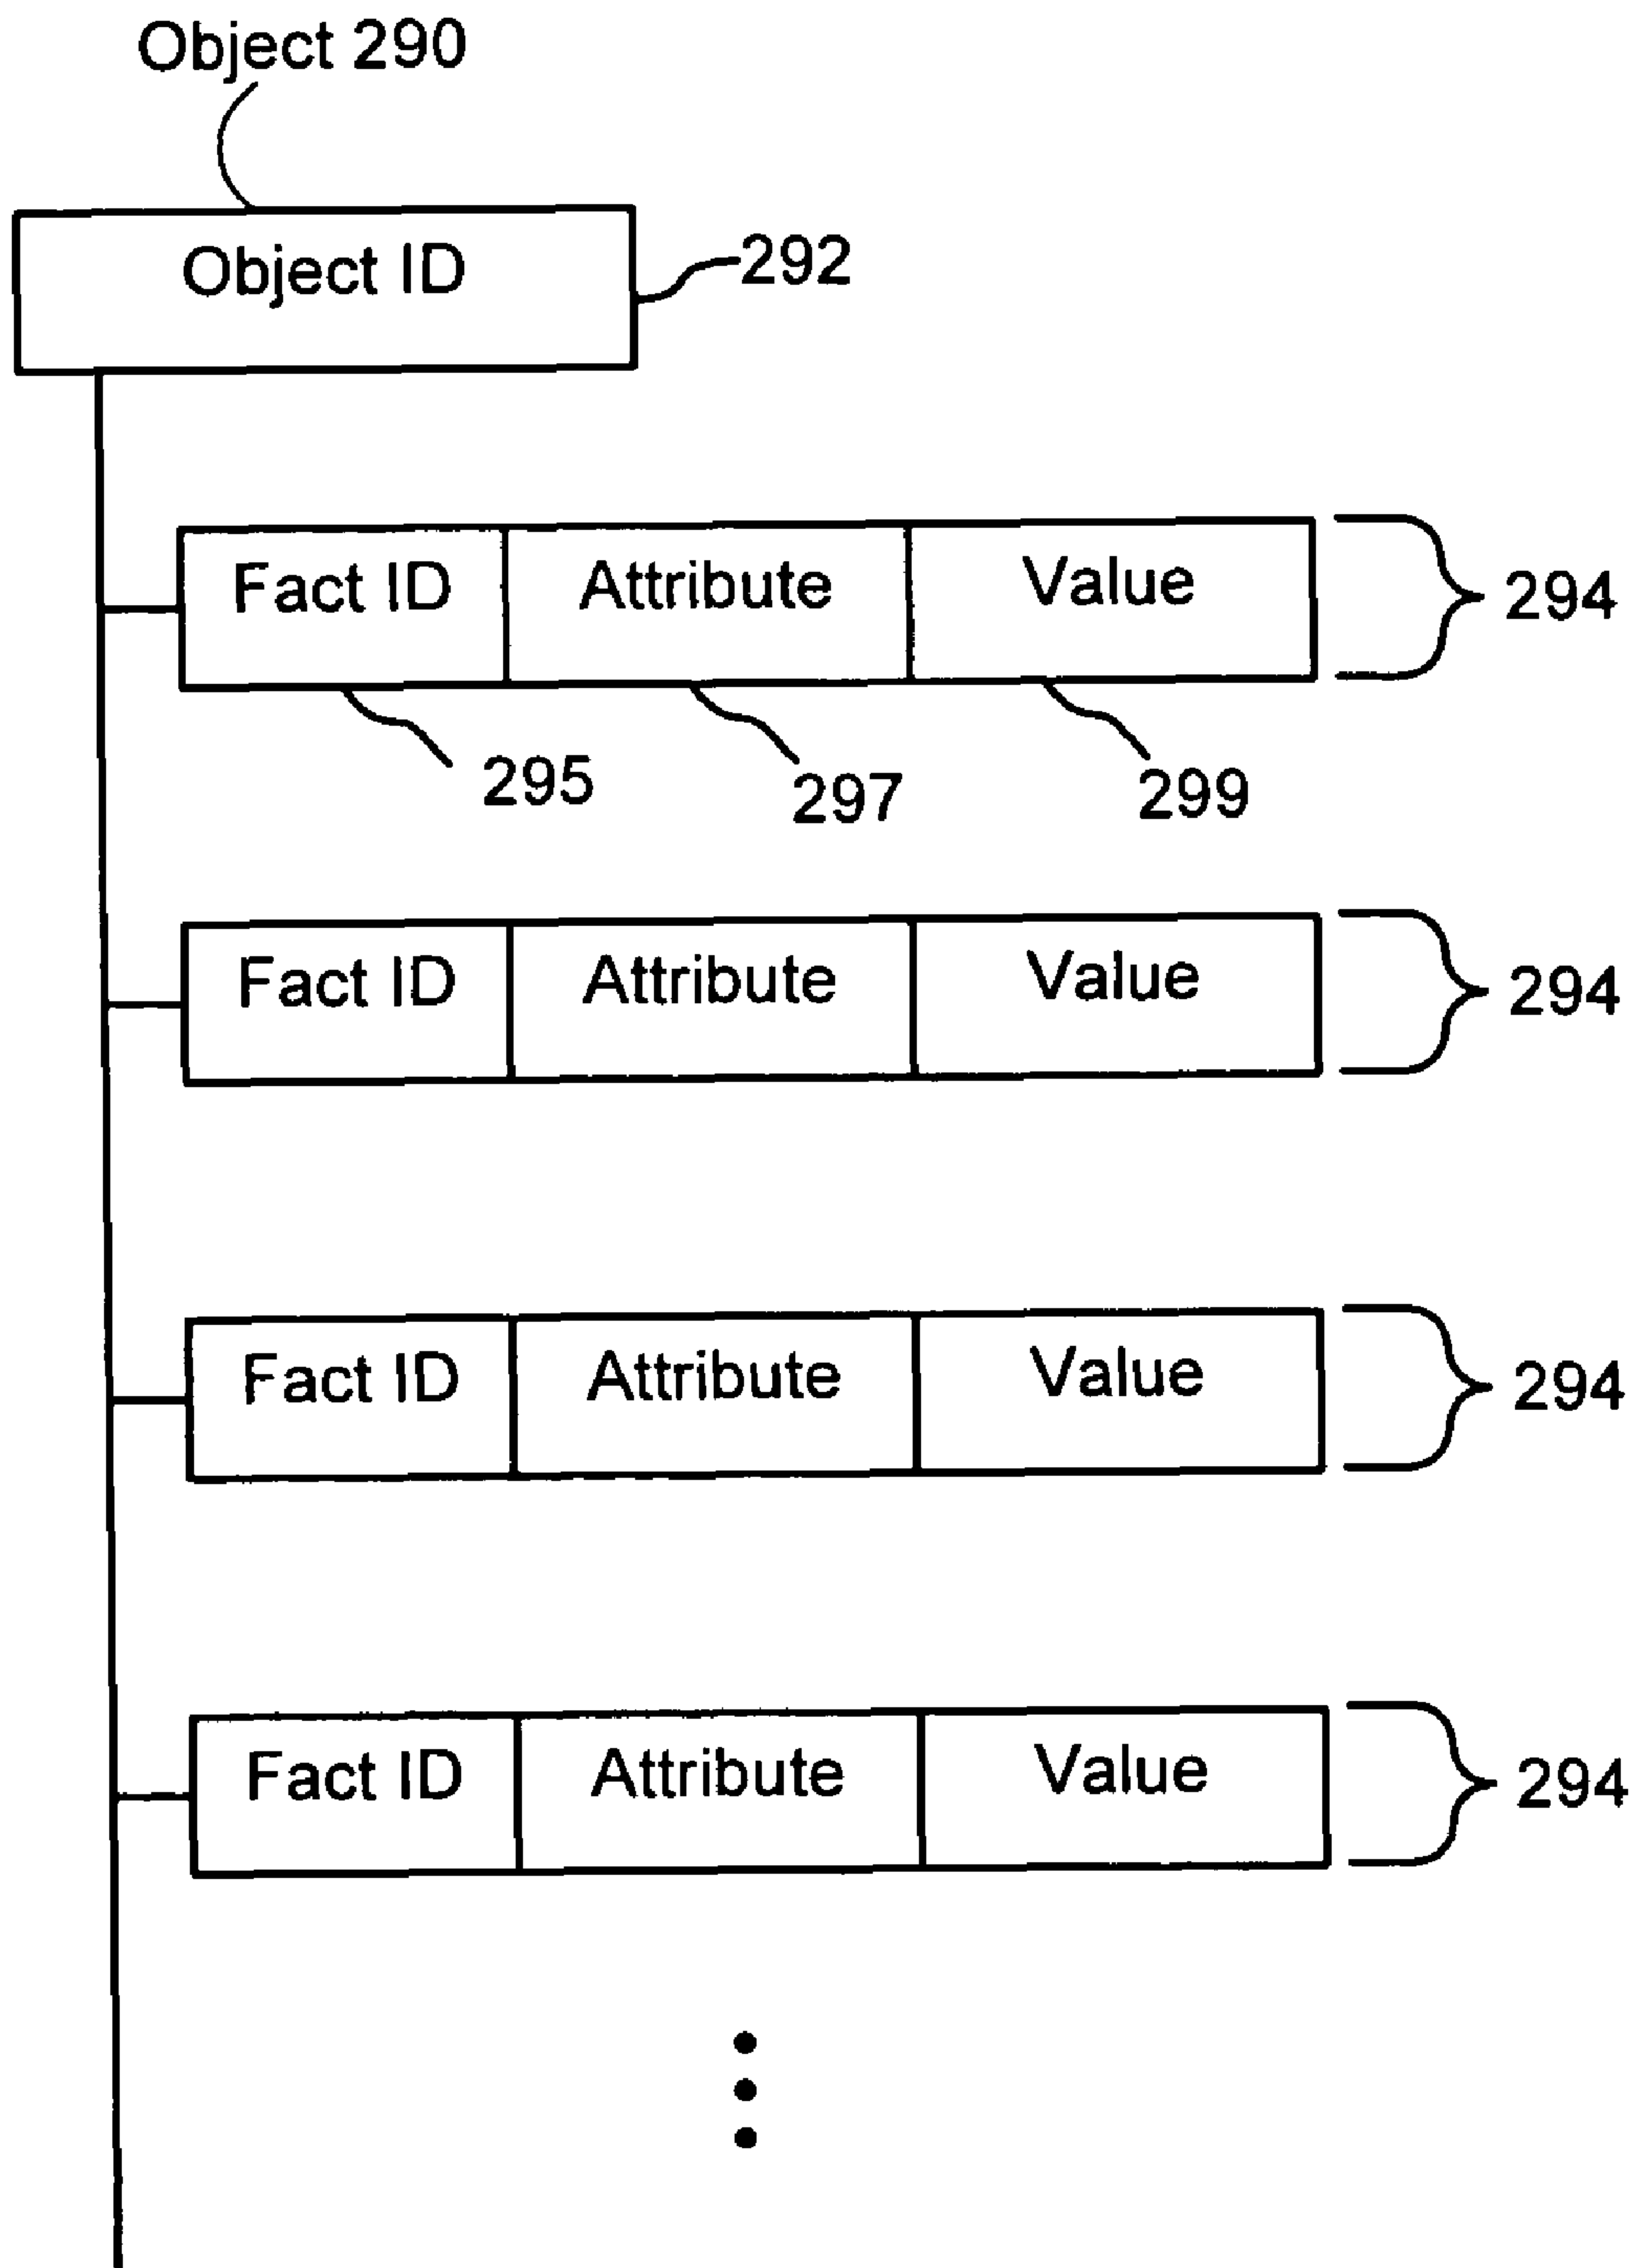 Object 290
Object ID
292
Fact ID Attribute Value
294
295 297 299
Fact ID Attribute Value
294
Fact ID Attribute Value
294
Fact ID Attribute Value
294